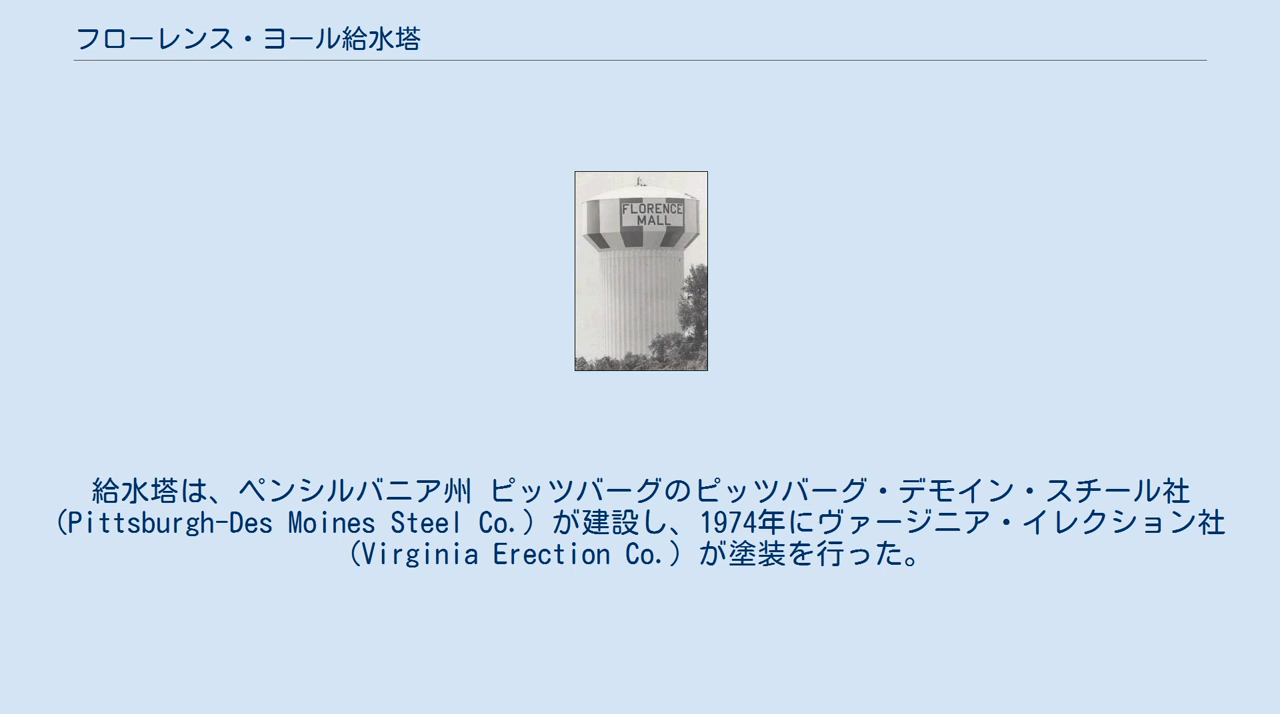 フローレンス・ヨール給水塔
FLORENCE
MALL
給水塔は、ペンシルバニア州 ピッツバーグのピッツバーグ・デモイン・スチール社
（Pittsburgh-Des Moines Steel Co.）が建設し、1974年にヴァージニア・イレクション社
（Virginia Erection Co.）が塗装を行った。